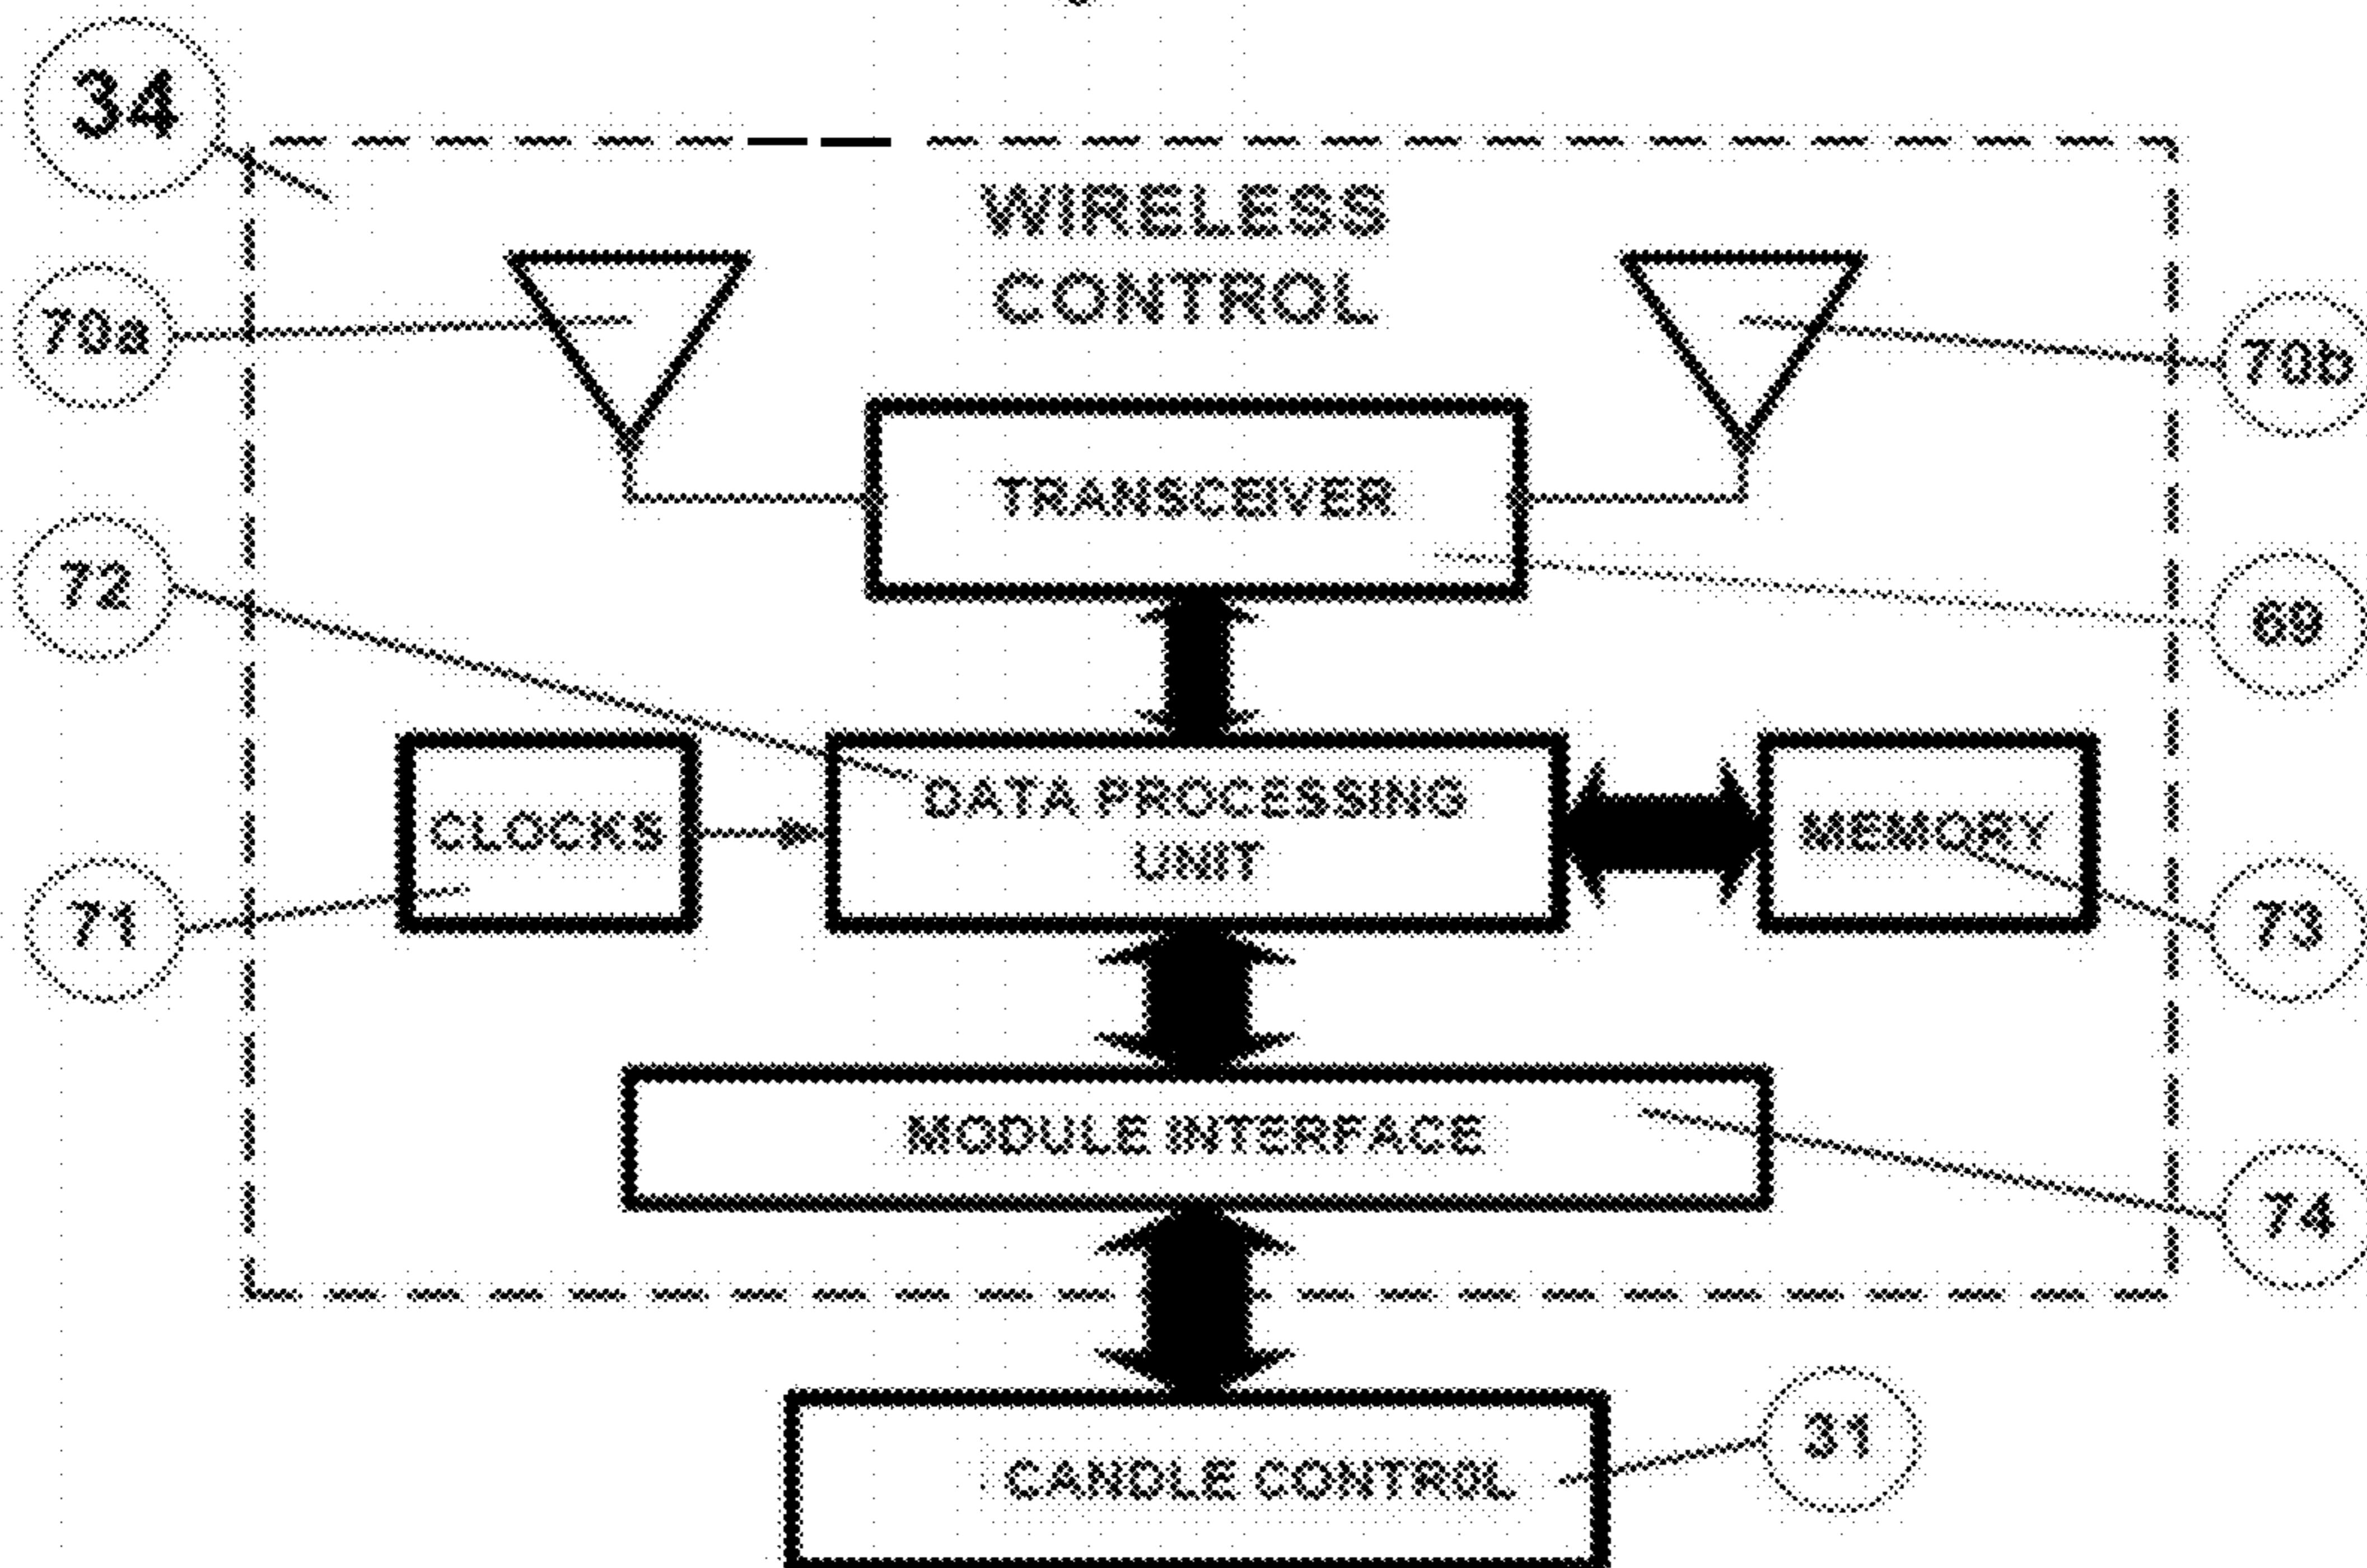 34
WIRELESS
CONTROL
70a
70b
TRANSCEIVER
72
69
DATA PROCESSING
UNIT
CLOCKS
MEMORY
71
73
MODULE INTERFACE
74
CANDLE CONTROL
31